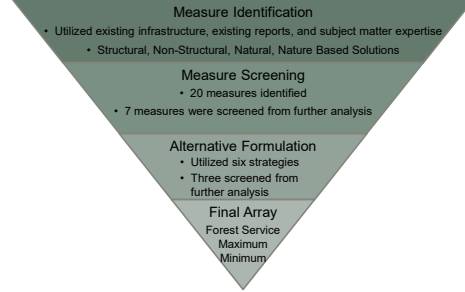 Measure Identification
• Utilized existing infrastructure, existing reports, and subject matter expertise
• Structural, Non-Structural, Natural, Nature Based Solutions
Measure Screening
• 20 measures identified
• 7 measures were screened from further analysis
Alternative Formulation
• Utilized six strategies
• Three screened from
further analysis
Final Array
Forest Service
Maximum
Minimum